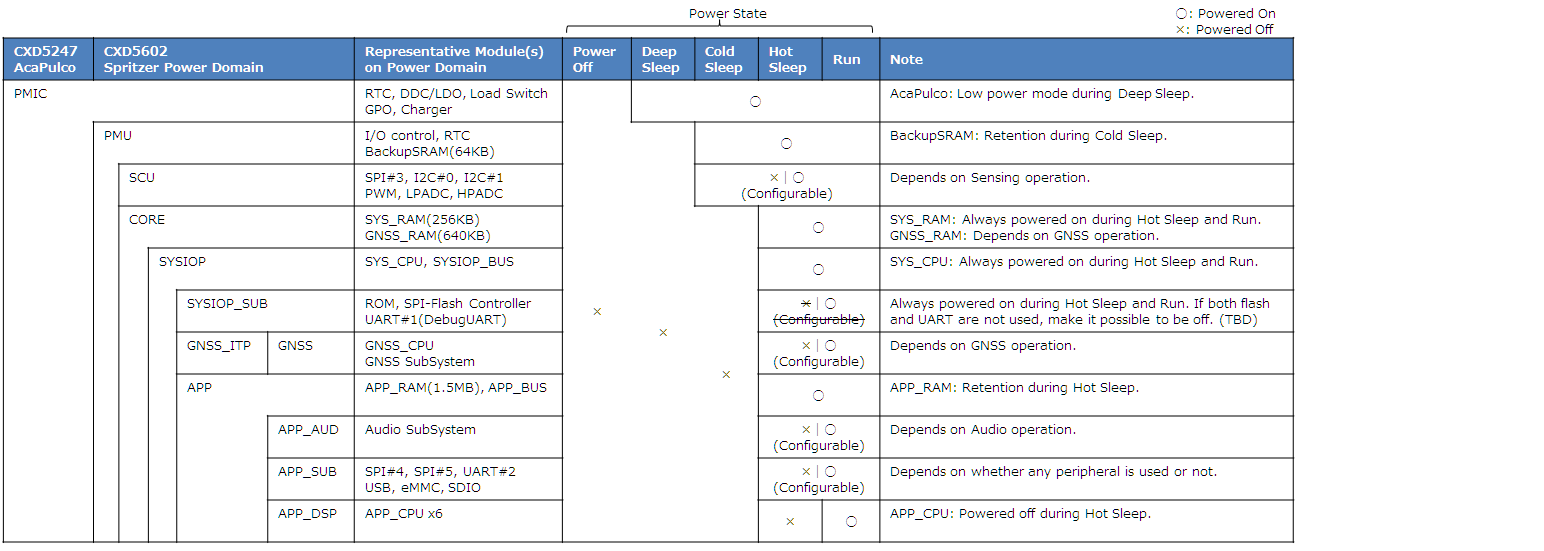 Power State
○: Powered On
×: Powered Off
CXD5247
AcaPulco
CXD5602
Spritzer Power Domain
Representative Module(s)
on Power Domain
Power
Off
Deep
Sleep
Cold
Sleep
Hot
Sleep
Run
Note
PMIC
RTC, DDC/LDO, Load Switch
GPO, Charger
○
AcaPulco: Low power mode during Deep Sleep.
PMU
I/O control, RTC
BackupSRAM(64KB)
○
BackupSRAM: Retention during Cold Sleep.
SCU
SPI#3, I2C#0, I2C#1
PWM, LPADC, HPADC
× | ○
(Configurable)
Depends on Sensing operation.
CORE
SYS_RAM(256KB)
GNSS_RAM(640KB)
○
SYS_RAM: Always powered on during Hot Sleep and Run.
GNSS_RAM: Depends on GNSS operation.
SYSIOP
SYS_CPU, SYSIOP_BUS
○
SYS_CPU: Always powered on during Hot Sleep and Run.
SYSIOP_SUB
ROM, SPI-Flash Controller
UART#1(DebugUART)
×
×
× | ○
(Configurable)
Always powered on during Hot Sleep and Run. If both flash
and UART are not used, make it possible to be off. (TBD)
GNSS_ITP
GNSS
GNSS_CPU
GNSS SubSystem
× | ○
(Configurable)
Depends on GNSS operation.
APP
APP_RAM(1.5MB), APP_BUS
×
○
APP_RAM: Retention during Hot Sleep.
APP_AUD
Audio SubSystem
× | ○
(Configurable)
Depends on Audio operation.
APP_SUB
SPI#4, SPI#5, UART#2
USB, eMMC, SDIO
× | ○
(Configurable)
Depends on whether any peripheral is used or not.
APP_DSP
APP_CPU x6
×
○
APP_CPU: Powered off during Hot Sleep.